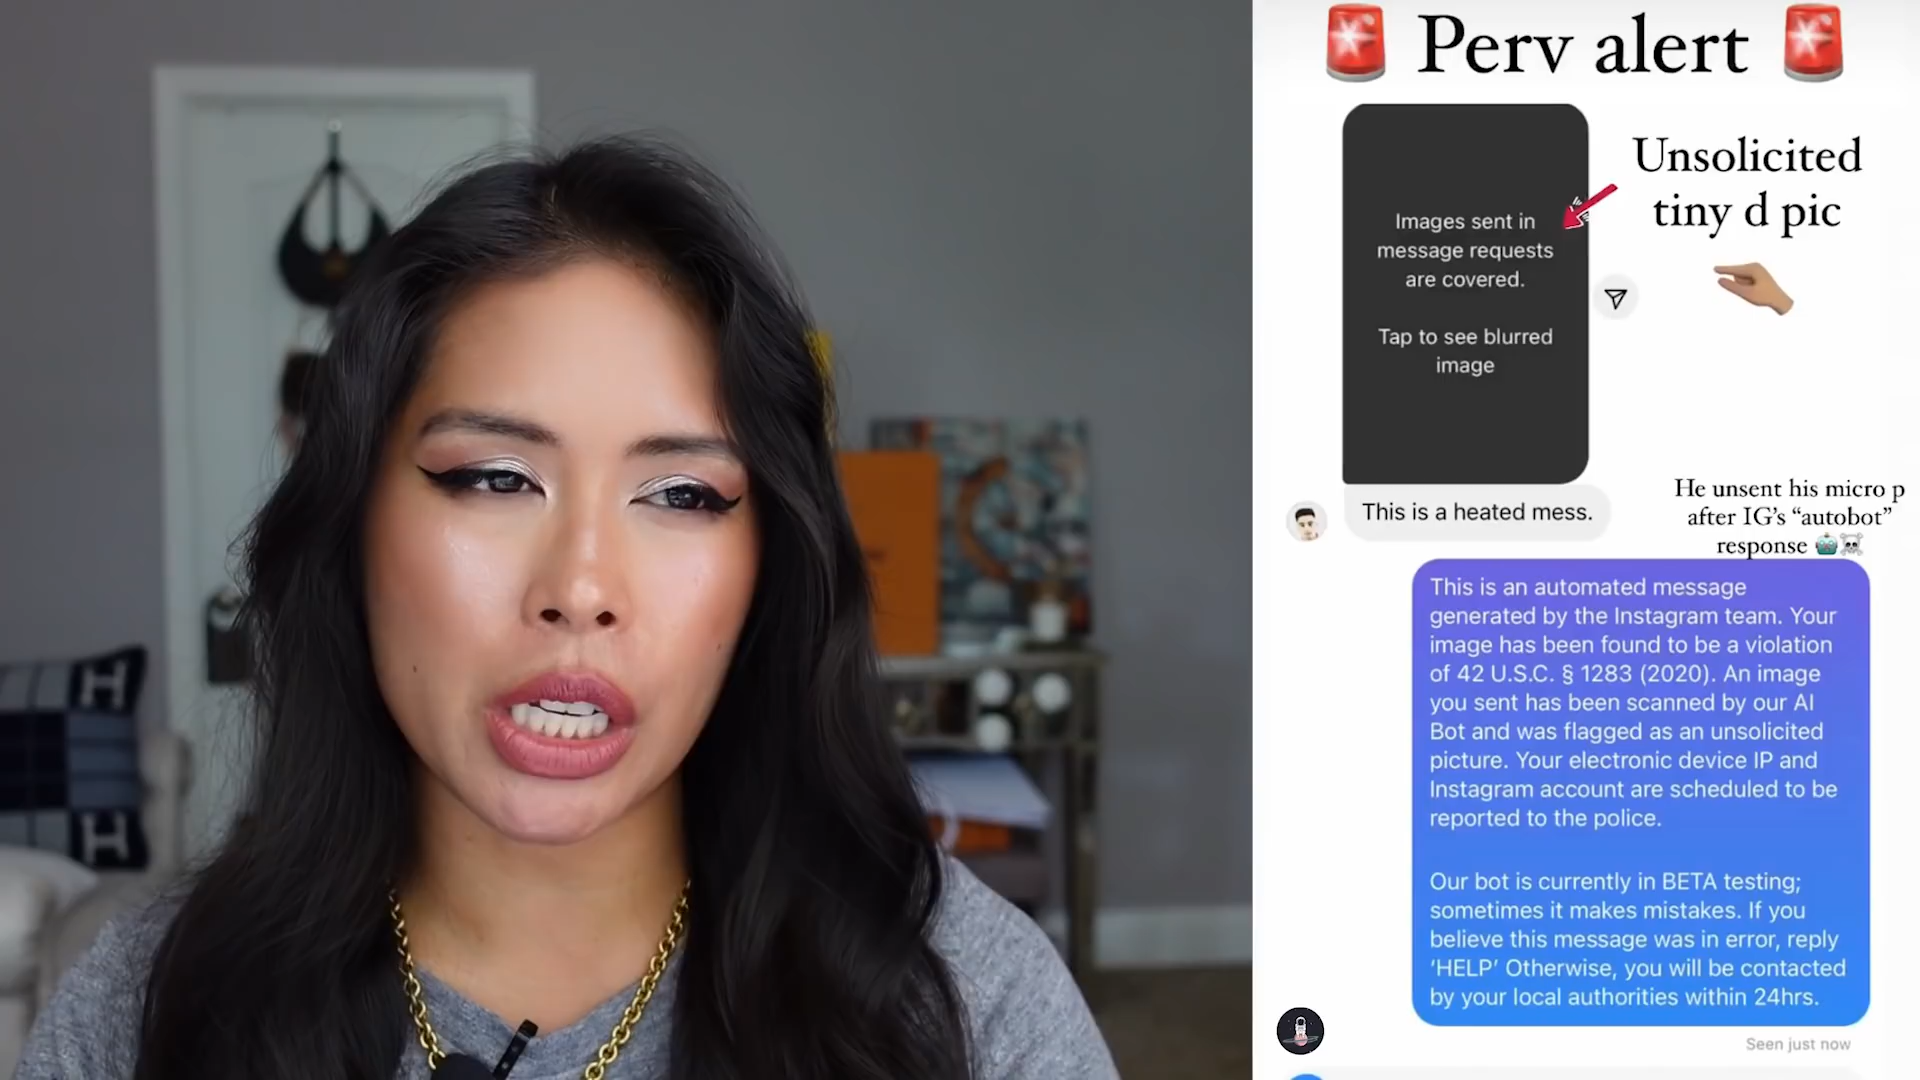 Perv alert
Images sent in
message requests
are covered.
Tap to see blurred
image
Unsolicited
tiny d pic
This is a heated mess.
He unsent his micro p
after IG’s “autobot”
response
This is an automated message
generated by the Instagram team. Your
image has been found to be a violation
of 42 U.S.C. § 1283 (2020). An image
you sent has been scanned by our AI
Bot and was flagged as an unsolicited
picture. Your electronic device IP and
Instagram account are scheduled to be
reported to the police.
Our bot is currently in BETA testing;
sometimes it makes mistakes. If you
believe this message was in error, reply
‘HELP’ Otherwise, you will be contacted
by your local authorities within 24hrs.
Seen just now
H
H